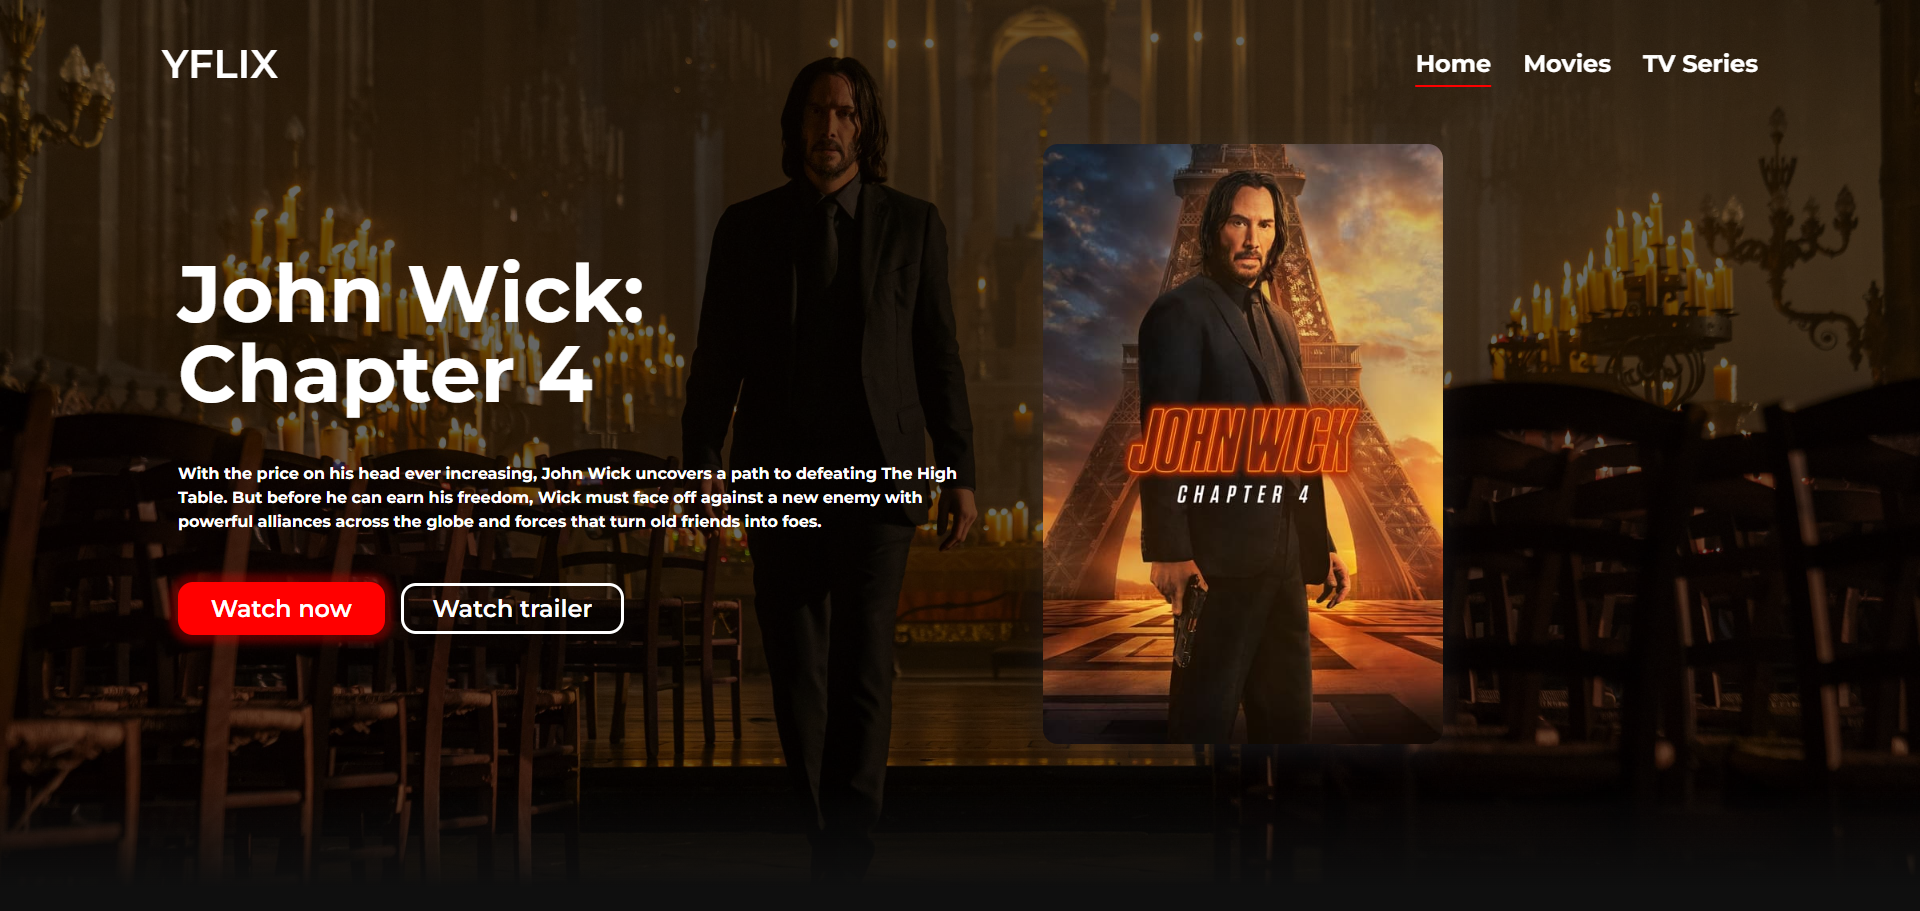 YFLIX
Home
Movies
TV Series
John Wick:
Chapter 4
With the price on his head ever increasing, John Wick uncovers a path to defeating The High
Table. But before he can earn his freedom, Wick must face off against a new enemy with
powerful alliances across the globe and forces that turn old friends into foes.
Watch now
Watch trailer
JOHN WICK
CHAPTER 4